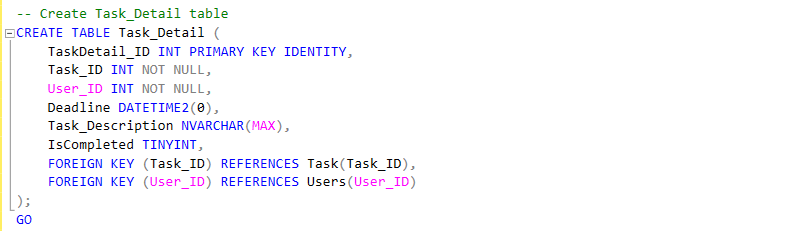 -- Create Task_Detail table
CREATE TABLE Task_Detail (
    TaskDetail_ID INT PRIMARY KEY IDENTITY,
    Task_ID INT NOT NULL,
    User_ID INT NOT NULL,
    Deadline DATETIME2(0),
    Task_Description NVARCHAR(MAX),
    IsCompleted TINYINT,
    FOREIGN KEY (Task_ID) REFERENCES Task(Task_ID),
    FOREIGN KEY (User_ID) REFERENCES Users(User_ID)
);
GO